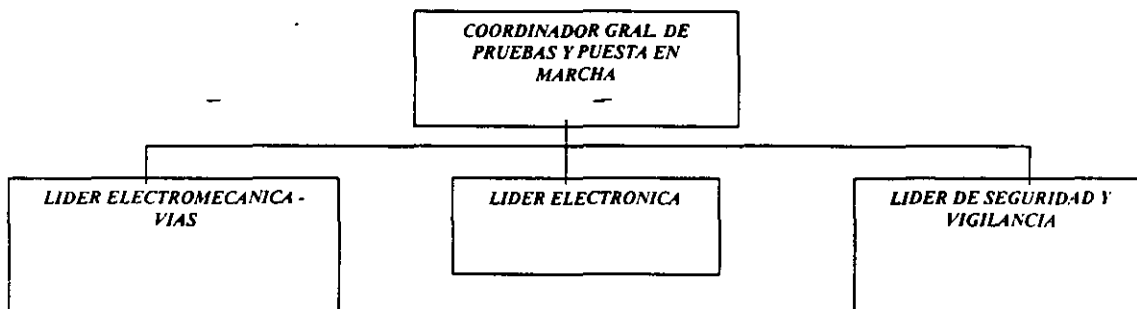 COORDINADOR GRAL. DE
PRUEBAS Y PUESTA EN
MARCHA
LIDER ELECTROMECANICA -
VIAS
LIDER ELECTRONICA
LIDER DE SEGURIDAD Y
VIGILANCIA